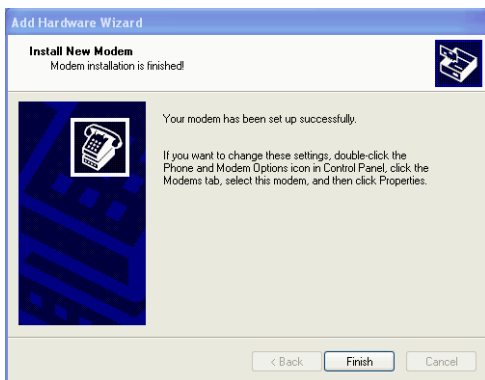 Add Hardware Wizard
Install New Modem
Modem installation is finished!
Your modem has been set up successfully.
If you want to change these settings, double-click the
Phone and Modem Options icon in Control Panel, click the
Modems tab, select this modem, and then click Properties.
< Back
Finish
Cancel